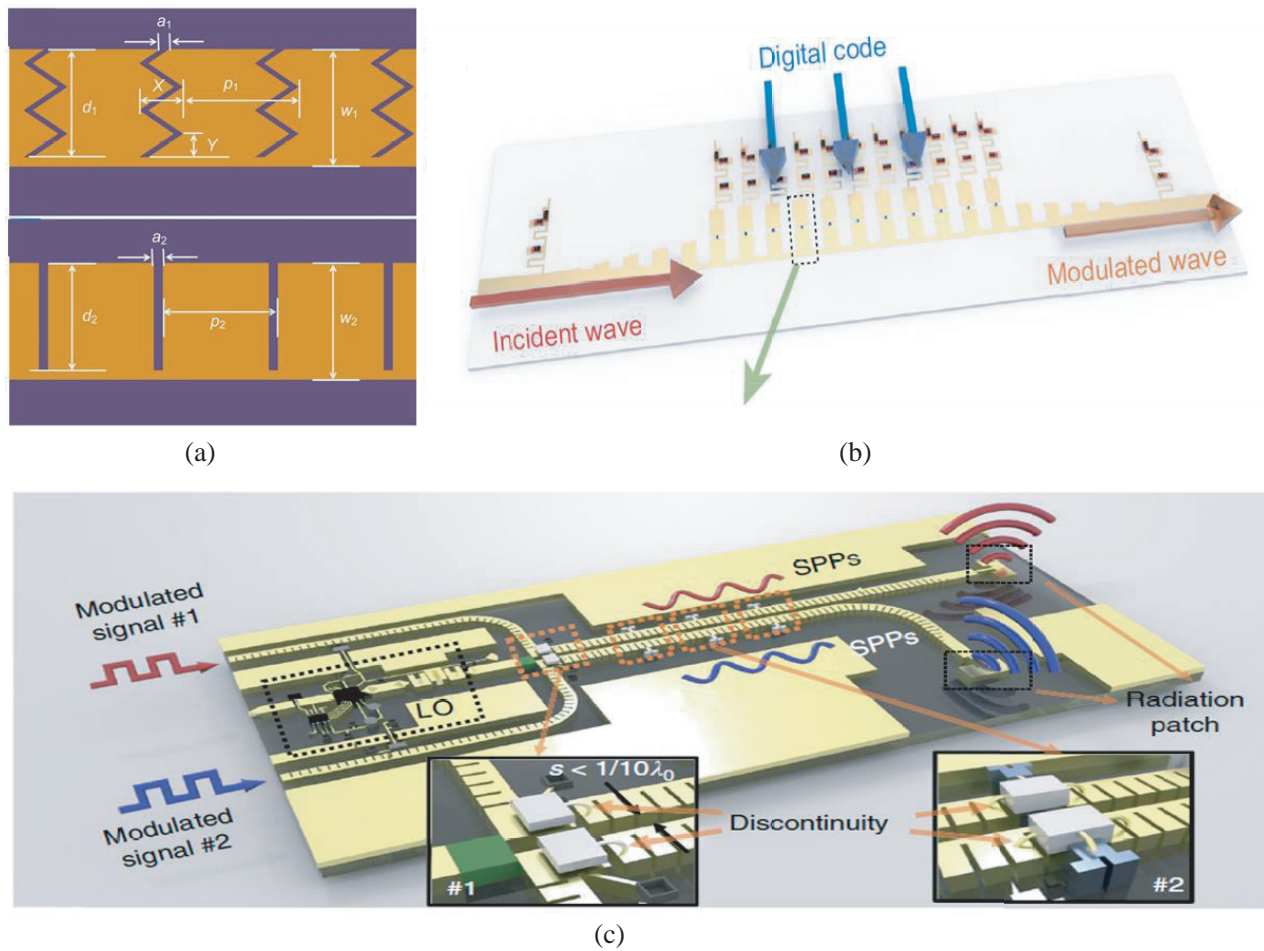 a₁
X
p₁
d₁
w₁
Y
a₂
d₂
p₂
w₂
(a)
Digital code
Incident wave
Modulated wave
(b)
Modulated
signal #1
SPPs
SPPs
LO
Radiation
patch
Modulated
signal #2
s < 1/10λ₀
Discontinuity
#1
#2
(c)